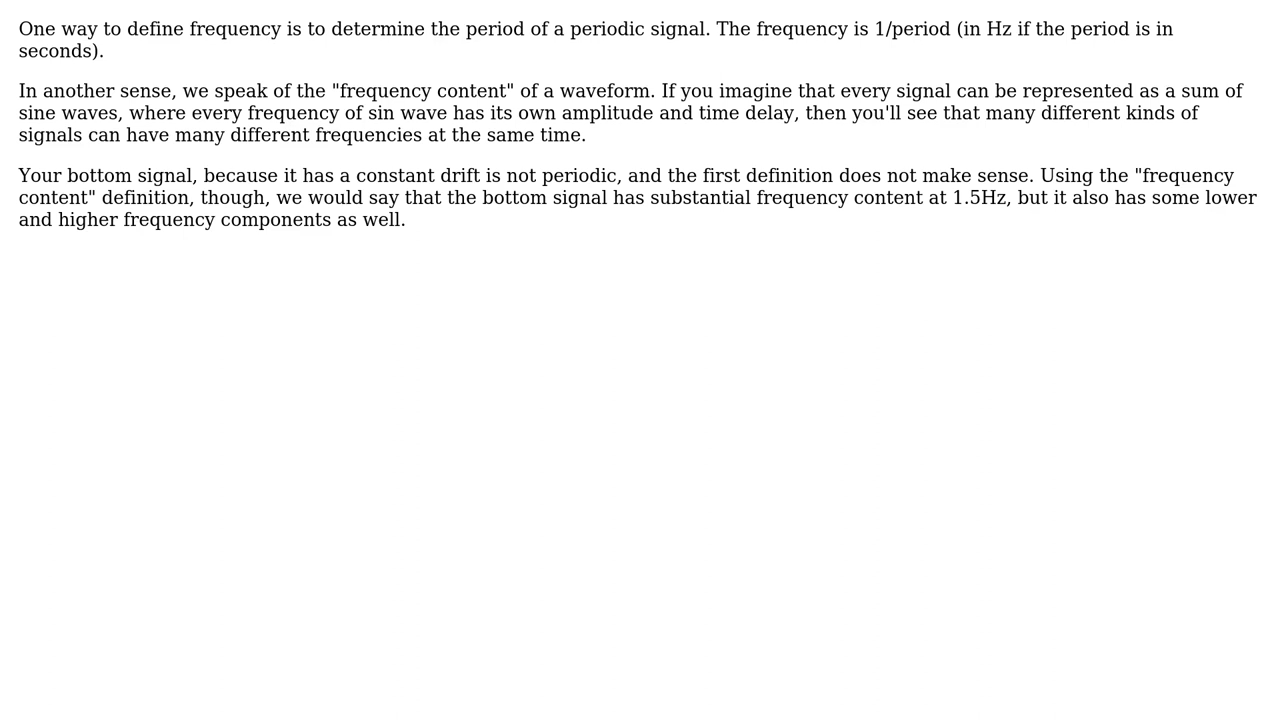 One way to define frequency is to determine the period of a periodic signal. The frequency is 1/period (in Hz if the period is in
seconds).
In another sense, we speak of the "frequency content" of a waveform. If you imagine that every signal can be represented as a sum of
sine waves, where every frequency of sin wave has its own amplitude and time delay, then you'll see that many different kinds of
signals can have many different frequencies at the same time.
Your bottom signal, because it has a constant drift is not periodic, and the first definition does not make sense. Using the "frequency
content" definition, though, we would say that the bottom signal has substantial frequency content at 1.5Hz, but it also has some lower
and higher frequency components as well.